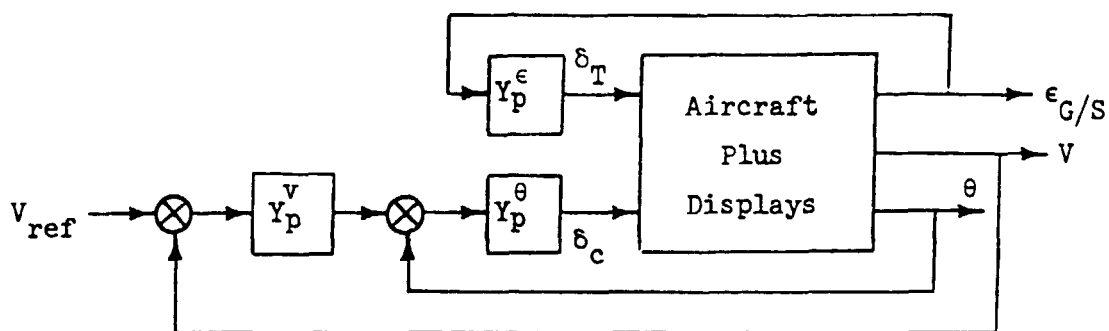 δ_T
Y_p^ϵ
Aircraft
Plus
Displays
ϵ_G/S
V
θ
V_ref
Y_p^v
Y_p^θ
δ_c